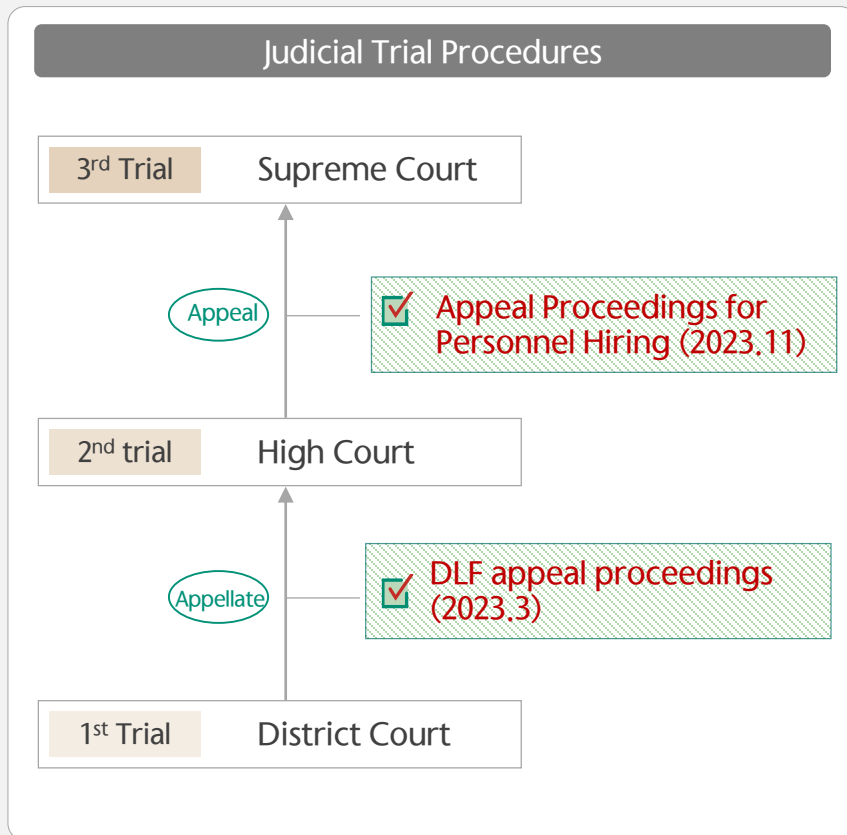 Judicial Trial Procedures
3rd Trial Supreme Court
Appeal
Appeal Proceedings for
Personnel Hiring (2023.11)
2nd trial High Court
Appellate
DLF appeal proceedings
(2023.3)
1st Trial District Court